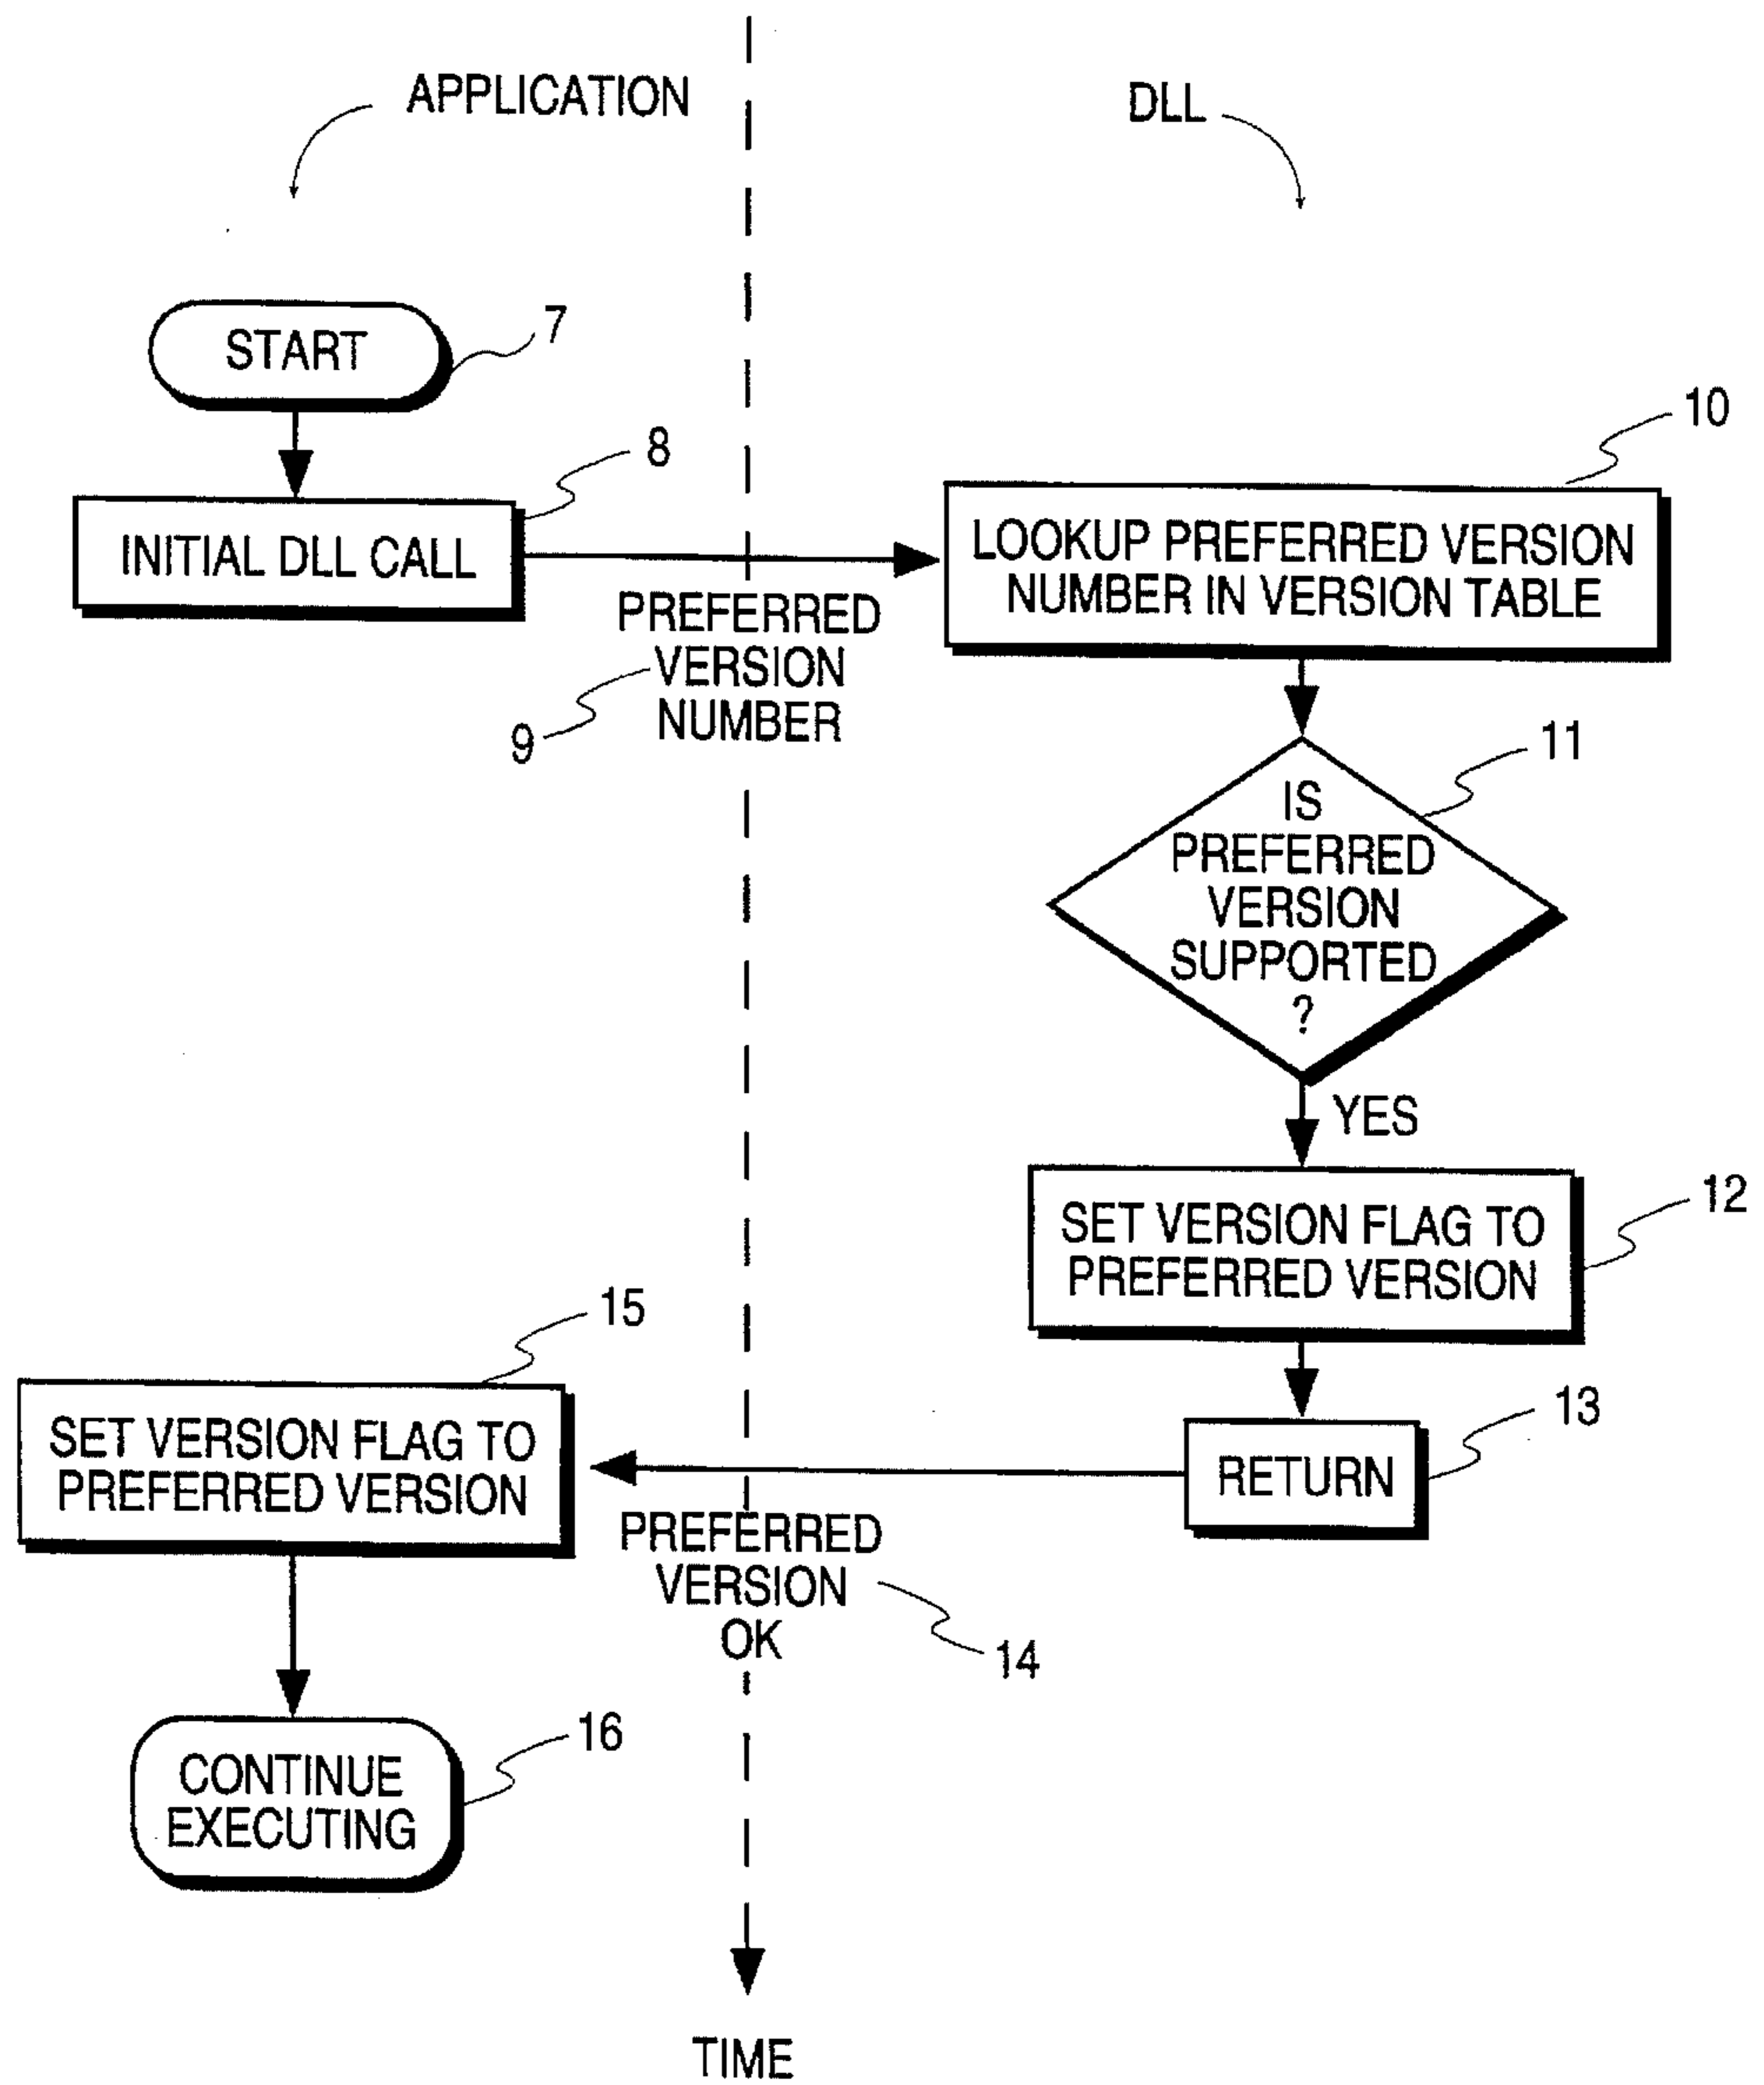 APPLICATION
DLL
START
7
INITIAL DLL CALL
8
PREFERRED
VERSION
NUMBER
9
LOOKUP PREFERRED VERSION
NUMBER IN VERSION TABLE
10
IS
PREFERRED
VERSION
SUPPORTED
?
11
YES
SET VERSION FLAG TO
PREFERRED VERSION
12
RETURN
13
PREFERRED
VERSION
OK
14
SET VERSION FLAG TO
PREFERRED VERSION
15
CONTINUE
EXECUTING
16
TIME